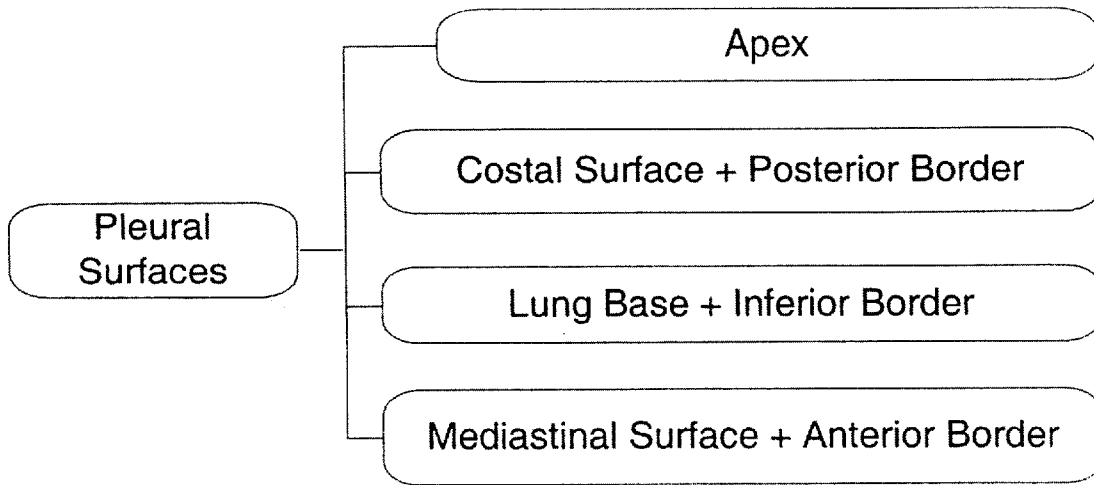 Apex
Costal Surface + Posterior Border
Pleural
Surfaces
Lung Base + Inferior Border
Mediastinal Surface + Anterior Border